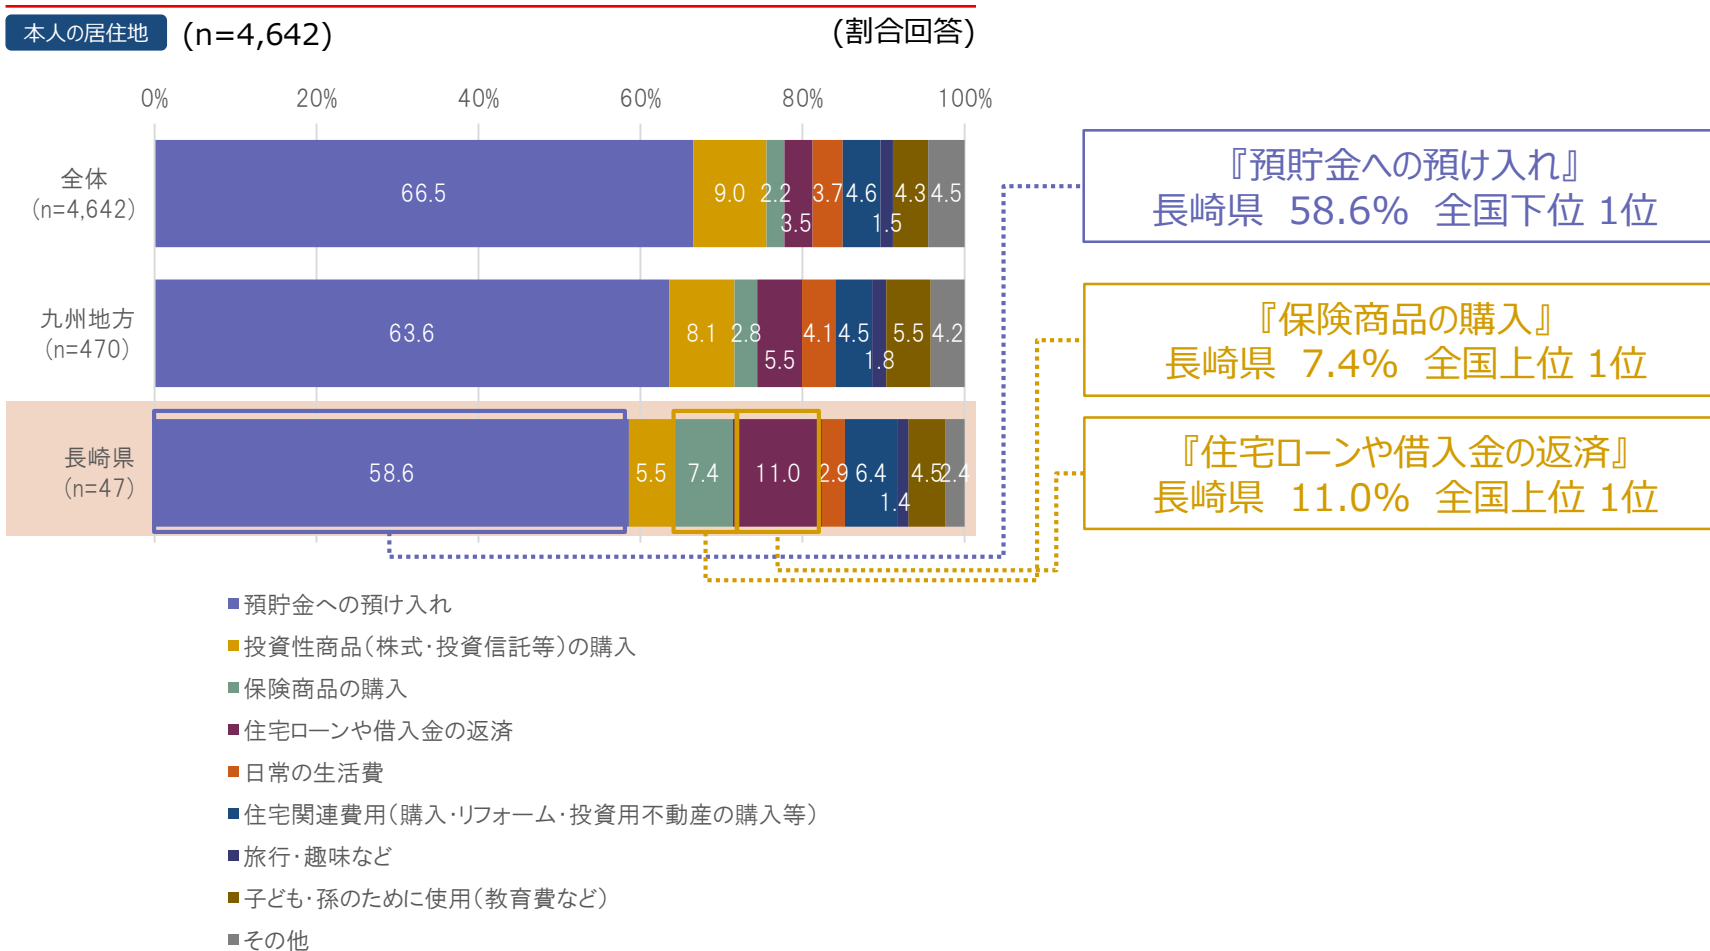 本人の居住地 (n=4,642) (割合回答)
0% 20% 40% 60% 80% 100%
全体
(n=4,642)
66.5 9.0 2.2 3.5 3.7 4.6 1.5 4.3 4.5
九州地方
(n=470)
63.6 8.1 2.8 5.5 4.1 4.5 1.8 5.5 4.2
長崎県
(n=47)
58.6 5.5 7.4 11.0 2.9 6.4 1.4 4.5 2.4
『預貯金への預け入れ』
長崎県 58.6% 全国下位 1位
『保険商品の購入』
長崎県 7.4% 全国上位 1位
『住宅ローンや借入金の返済』
長崎県 11.0% 全国上位 1位
預貯金への預け入れ
投資性商品(株式・投資信託等)の購入
保険商品の購入
住宅ローンや借入金の返済
日常の生活費
住宅関連費用(購入・リフォーム・投資用不動産の購入等)
旅行・趣味など
子ども・孫のために使用(教育費など)
その他